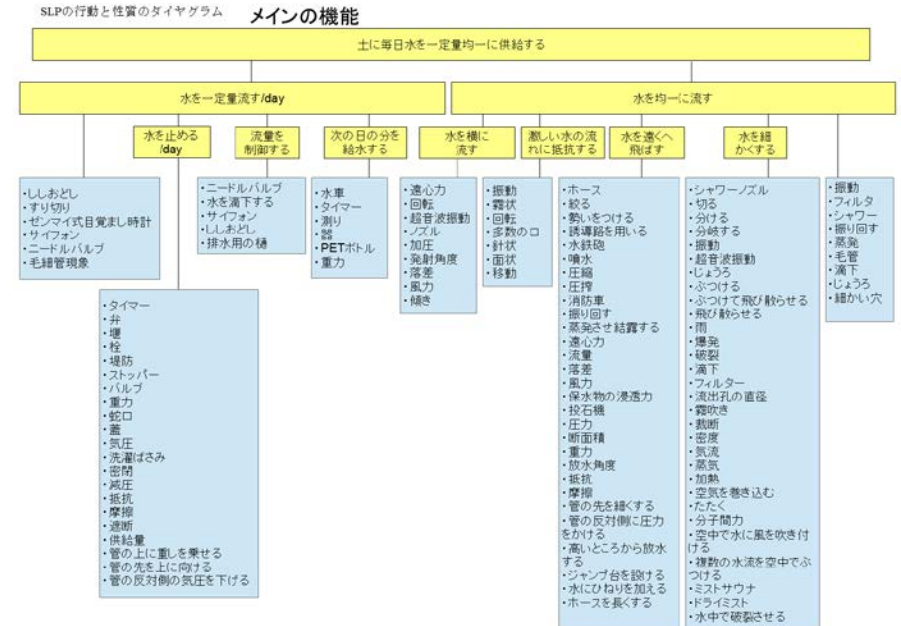 SLPの行動と性質のダイヤグラム
メインの機能
土に毎日水を一定量均一に供給する
水を一定量流す/day
水を均一に流す
水を止める
/day
流量を
制御する
次の日の分を
給水する
水を横に
流す
激しい水の流
れに抵抗する
水を遠くへ
飛ばす
水を細
かくする
・ししおどし
・すり切り
・ゼンマイ式目覚まし時計
・サイフォン
・ニードルバルブ
・毛細管現象
・タイマー
・弁
・堰
・栓
・堤防
・ストッパー
・バルブ
・重力
・蛇口
・蓋
・気圧
・洗濯ばさみ
・密閉
・減圧
・抵抗
・摩擦
・遮断
・供給量
・管の上に重しを乗せる
・管の先を上に向ける
・管の反対側の気圧を下げる
・ニードルバルブ
・水を滴下する
・サイフォン
・ししおどし
・排水用の樋
・水車
・タイマー
・測り
・器
・PETボトル
・重力
・遠心力
・回転
・超音波振動
・ノズル
・加圧
・発射角度
・落差
・風力
・傾き
・振動
・霧状
・回転
・多数の口
・針状
・面状
・移動
・ホース
・絞る
・勢いをつける
・誘導路を用いる
・水鉄砲
・噴水
・圧縮
・圧搾
・消防車
・振り回す
・蒸発させ結露する
・遠心力
・流量
・落差
・風力
・保水物の浸透力
・投石機
・圧力
・断面積
・重力
・放水角度
・抵抗
・摩擦
・管の先を細くする
・管の反対側に圧力
をかける
・高いところから放水
する
・ジャンプ台を設ける
・水にひねりを加える
・ホースを長くする
・シャワーノズル
・切る
・分ける
・分岐する
・振動
・超音波振動
・じょうろ
・ぶつける
・ぶつけて飛び散らせる
・飛び散らせる
・雨
・爆発
・破裂
・滴下
・フィルター
・流出孔の直径
・霧吹き
・裁断
・密度
・気流
・蒸気
・加熱
・空気を巻き込む
・たたく
・分子間力
・空中で水に風を吹き付
ける
・複数の水流を空中でぶ
つける
・ミストサウナ
・ドライミスト
・水中で破裂させる
・振動
・フィルタ
・シャワー
・振り回す
・蒸発
・毛管
・滴下
・じょうろ
・細かい穴